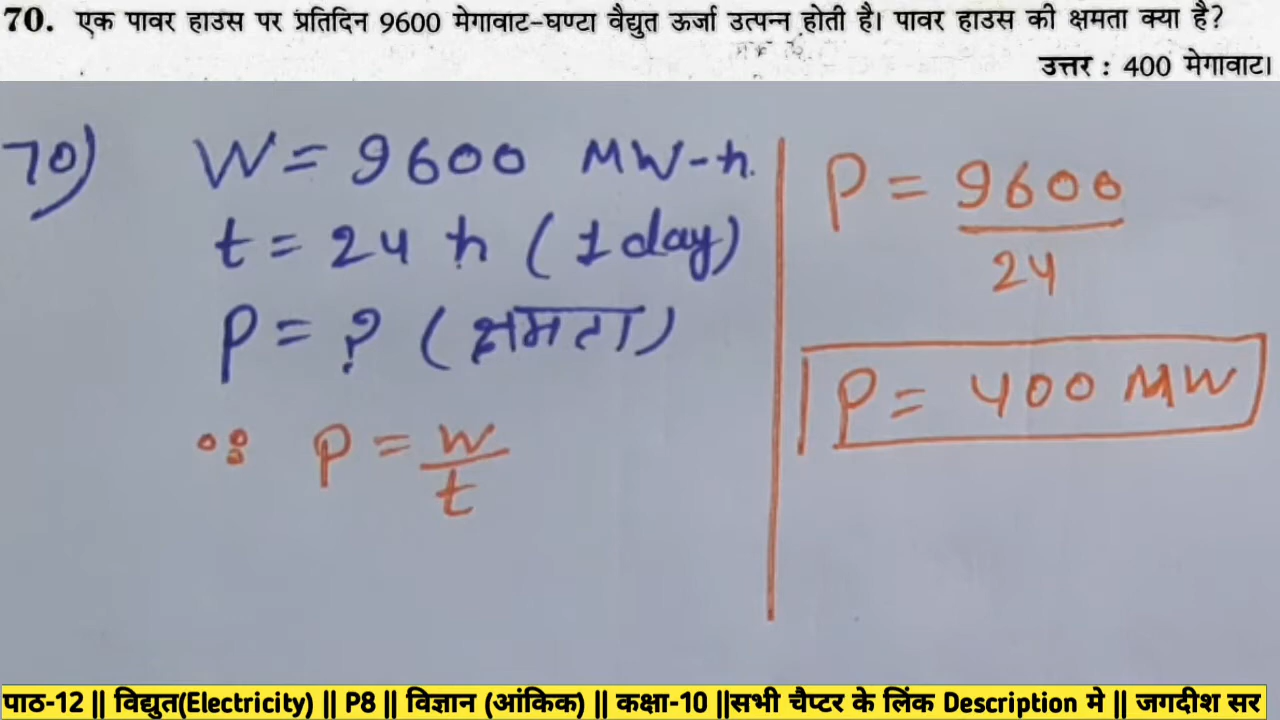 70. एक पावर हाउस पर प्रतिदिन 9600 मेगावाट-घण्टा वैद्युत ऊर्जा उत्पन्न होती है। पावर हाउस की क्षमता क्या है?
उत्तर : 400 मेगावाट।
70)
W = 9600 MW-h.
t = 24 h (1 day)
P = ? (क्षमता)
∵ P = W/t
P = 9600/24
P = 400 MW
पाठ-12 || विद्युत(Electricity) || P8 || विज्ञान (आंकिक) || कक्षा-10 ||सभी चैप्टर के लिंक Description मे || जगदीश सर